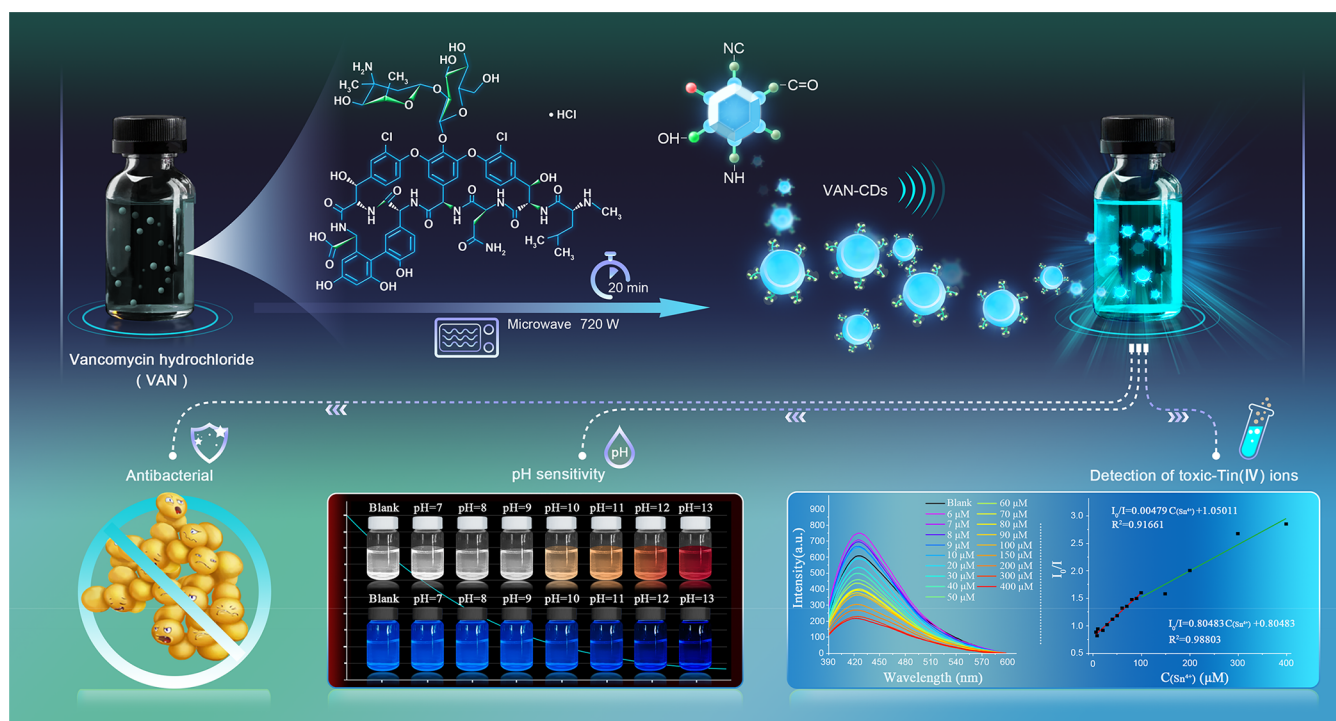 HO
H₂N
CH₃
H₃C
HO
O
O
HO
OH
O
OH
• HCl
O
Cl
Cl
O
O
HO
OH
O
N
H
O
H
N
O
N
H
O
H
N
O
N
H
O
H
N
CH₃
HN
HO
O
O
NH₂
H₃C
CH₃
HO
OH
OH
20 min
Microwave 720 W
Vancomycin hydrochloride
( VAN )
NC
C=O
OH
NH
VAN-CDs
Antibacterial
pH
pH sensitivity
Detection of toxic-Tin(Ⅳ) ions
Blank pH=7 pH=8 pH=9 pH=10 pH=11 pH=12 pH=13
Blank pH=7 pH=8 pH=9 pH=10 pH=11 pH=12 pH=13
Intensity(a.u.)
900
800
700
600
500
400
300
200
100
0
390 420 450 480 510 540 570 600
Wavelength (nm)
Blank
6 μM
7 μM
8 μM
9 μM
10 μM
20 μM
30 μM
40 μM
50 μM
60 μM
70 μM
80 μM
90 μM
100 μM
150 μM
200 μM
300 μM
400 μM
I₀/I
3.0
2.5
2.0
1.5
1.0
0.5
0 100 200 300 400
C(Sn⁴⁺) (μM)
I₀/I=0.00479 C(Sn⁴⁺)+1.05011
R²=0.91661
I₀/I=0.80483 C(Sn⁴⁺) +0.80483
R²=0.98803